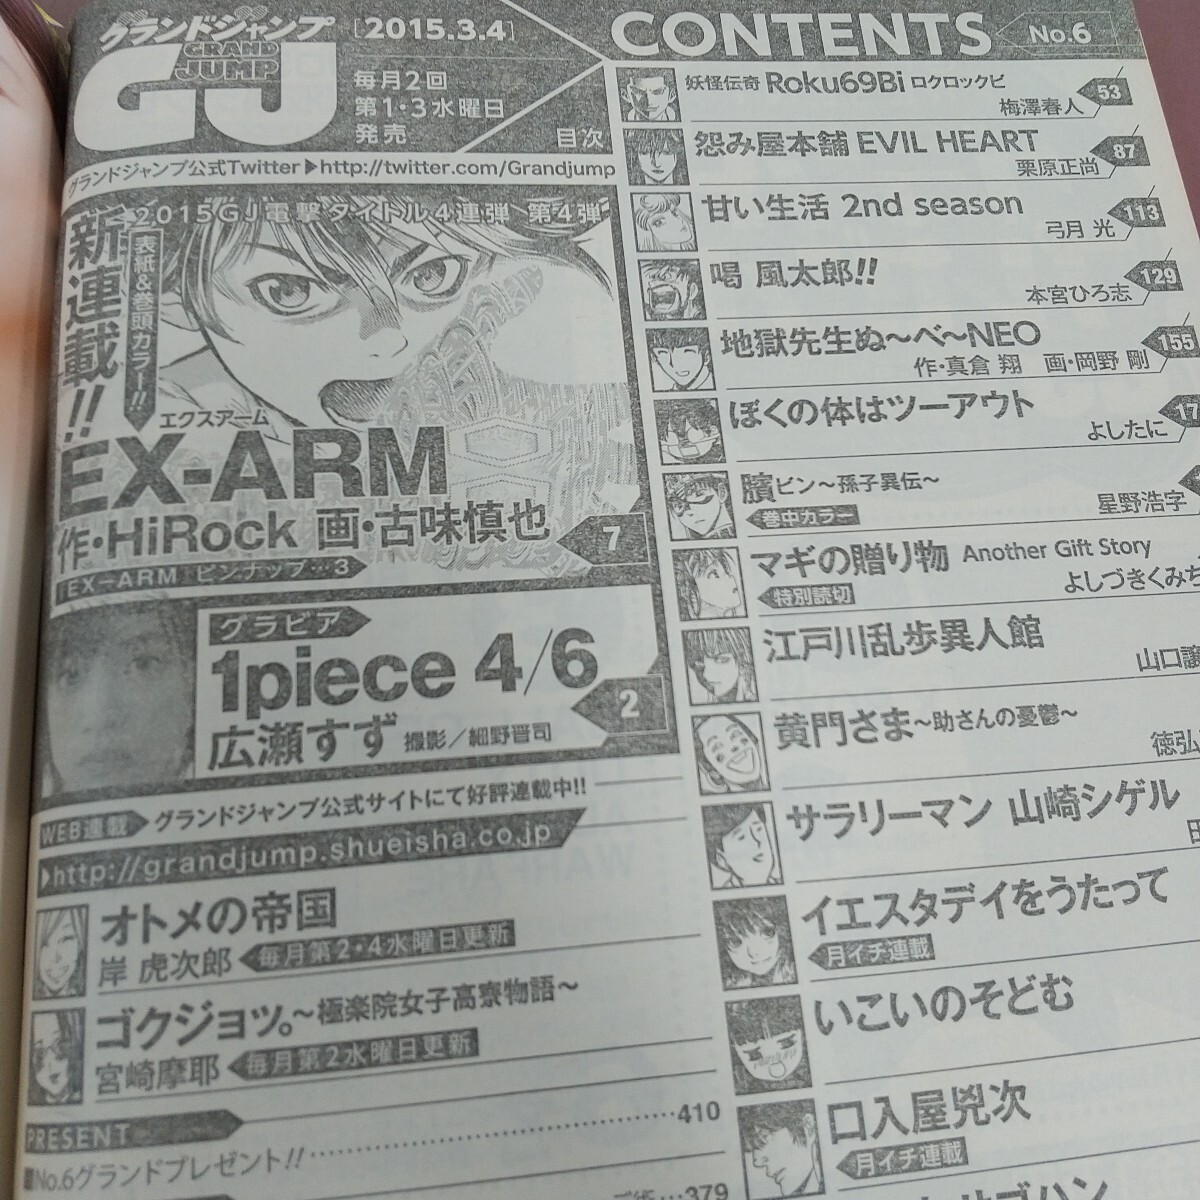 グランドジャンプ
GRAND JUMP
GJ
[2015.3.4]
毎月2回
第1・3水曜日
発売
目次
CONTENTS
No.6
グランドジャンプ公式Twitter▶http://twitter.com/Grandjump
2015GJ電撃タイトル4連弾 第4弾
新連載!!
表紙&巻頭カラー!!
エクスアーム
EX-ARM
作・HiRock 画・古味慎也
7
EX-ARM ピンナップ…3
グラビア
1piece 4/6
広瀬すず 撮影/細野晋司
2
WEB連載 グランドジャンプ公式サイトにて好評連載中!!
▶http://grandjump.shueisha.co.jp
オトメの帝国
岸 虎次郎 毎月第2・4水曜日更新
ゴクジョッ。~極楽院女子高寮物語~
宮崎摩耶 毎月第2水曜日更新
PRESENT
No.6グランドプレゼント!!……410
…379
妖怪伝奇 Roku69Bi ロクロックビ
梅澤春人
53
怨み屋本舗 EVIL HEART
栗原正尚
87
甘い生活 2nd season
弓月 光
113
喝 風太郎!!
本宮ひろ志
129
地獄先生ぬ~べ~NEO
作・真倉 翔 画・岡野 剛
155
ぼくの体はツーアウト
よしたに
17
臏ビン~孫子異伝~
巻中カラー
星野浩字
マギの贈り物 Another Gift Story
特別読切
よしづきくみち
江戸川乱歩異人館
山口譲
黄門さま~助さんの憂鬱~
徳弘
サラリーマン 山崎シゲル
田
イエスタデイをうたって
月イチ連載
いこいのそどむ
口入屋兇次
月イチ連載